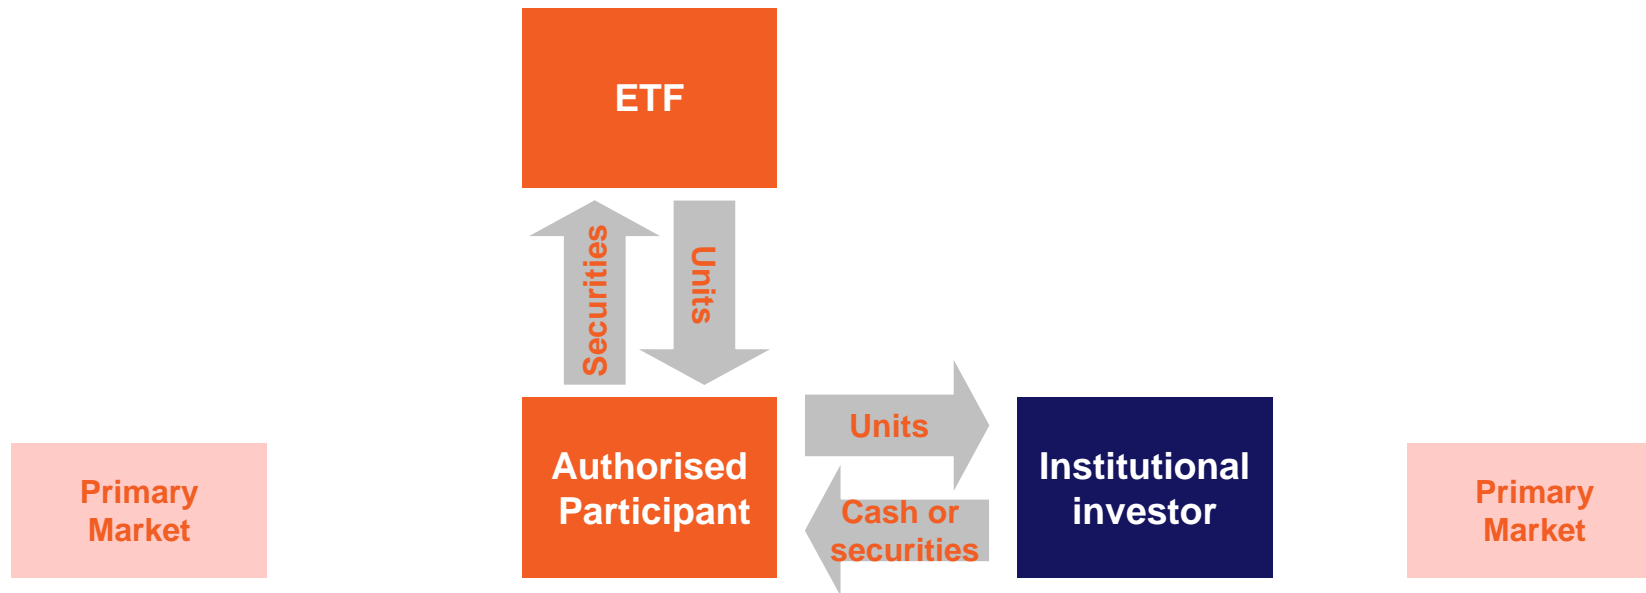 ETF
Securities
Units
Units
Authorised
Participant
Institutional
investor
Cash or
securities
Primary
Market
Primary
Market